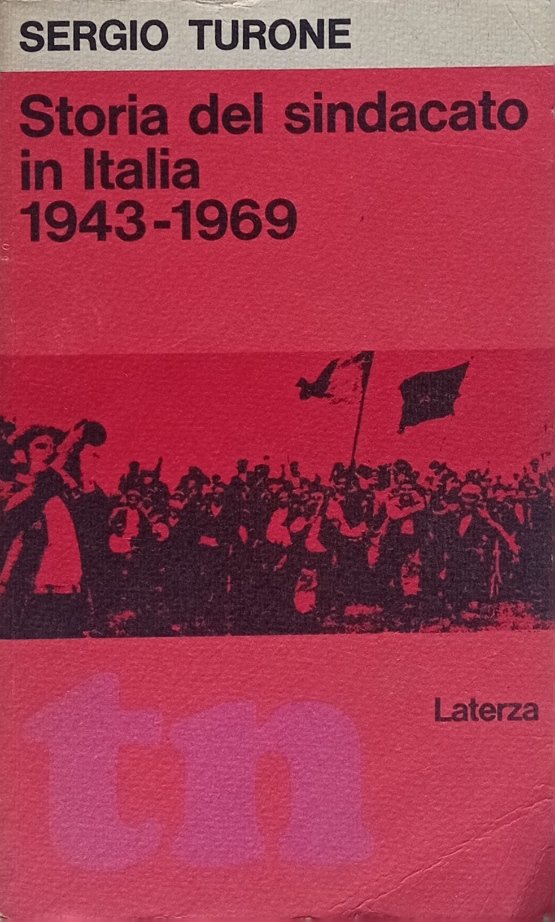 SERGIO TURONE
Storia del sindacato
in Italia
1943-1969
Laterza
tn